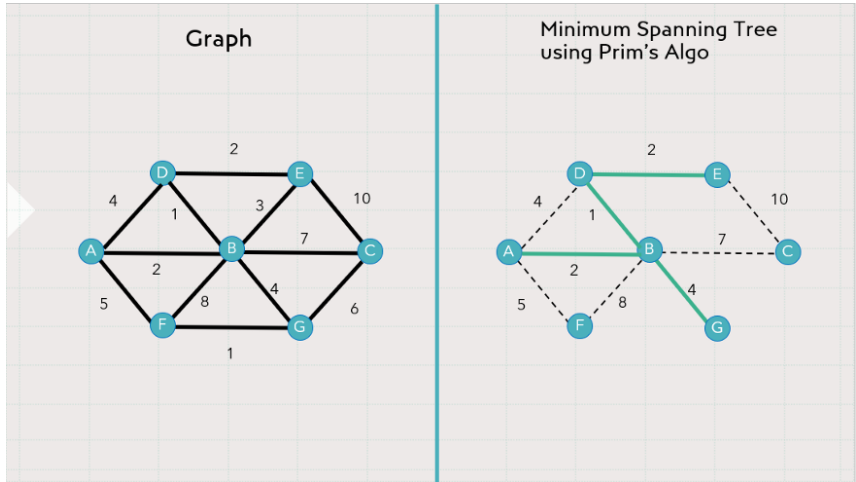 Graph
2
D
E
4
1
3
10
A
B
7
C
2
5
8
4
6
F
G
1
Minimum Spanning Tree
using Prim's Algo
2
D
E
4
1
10
A
B
7
C
2
5
8
4
F
G